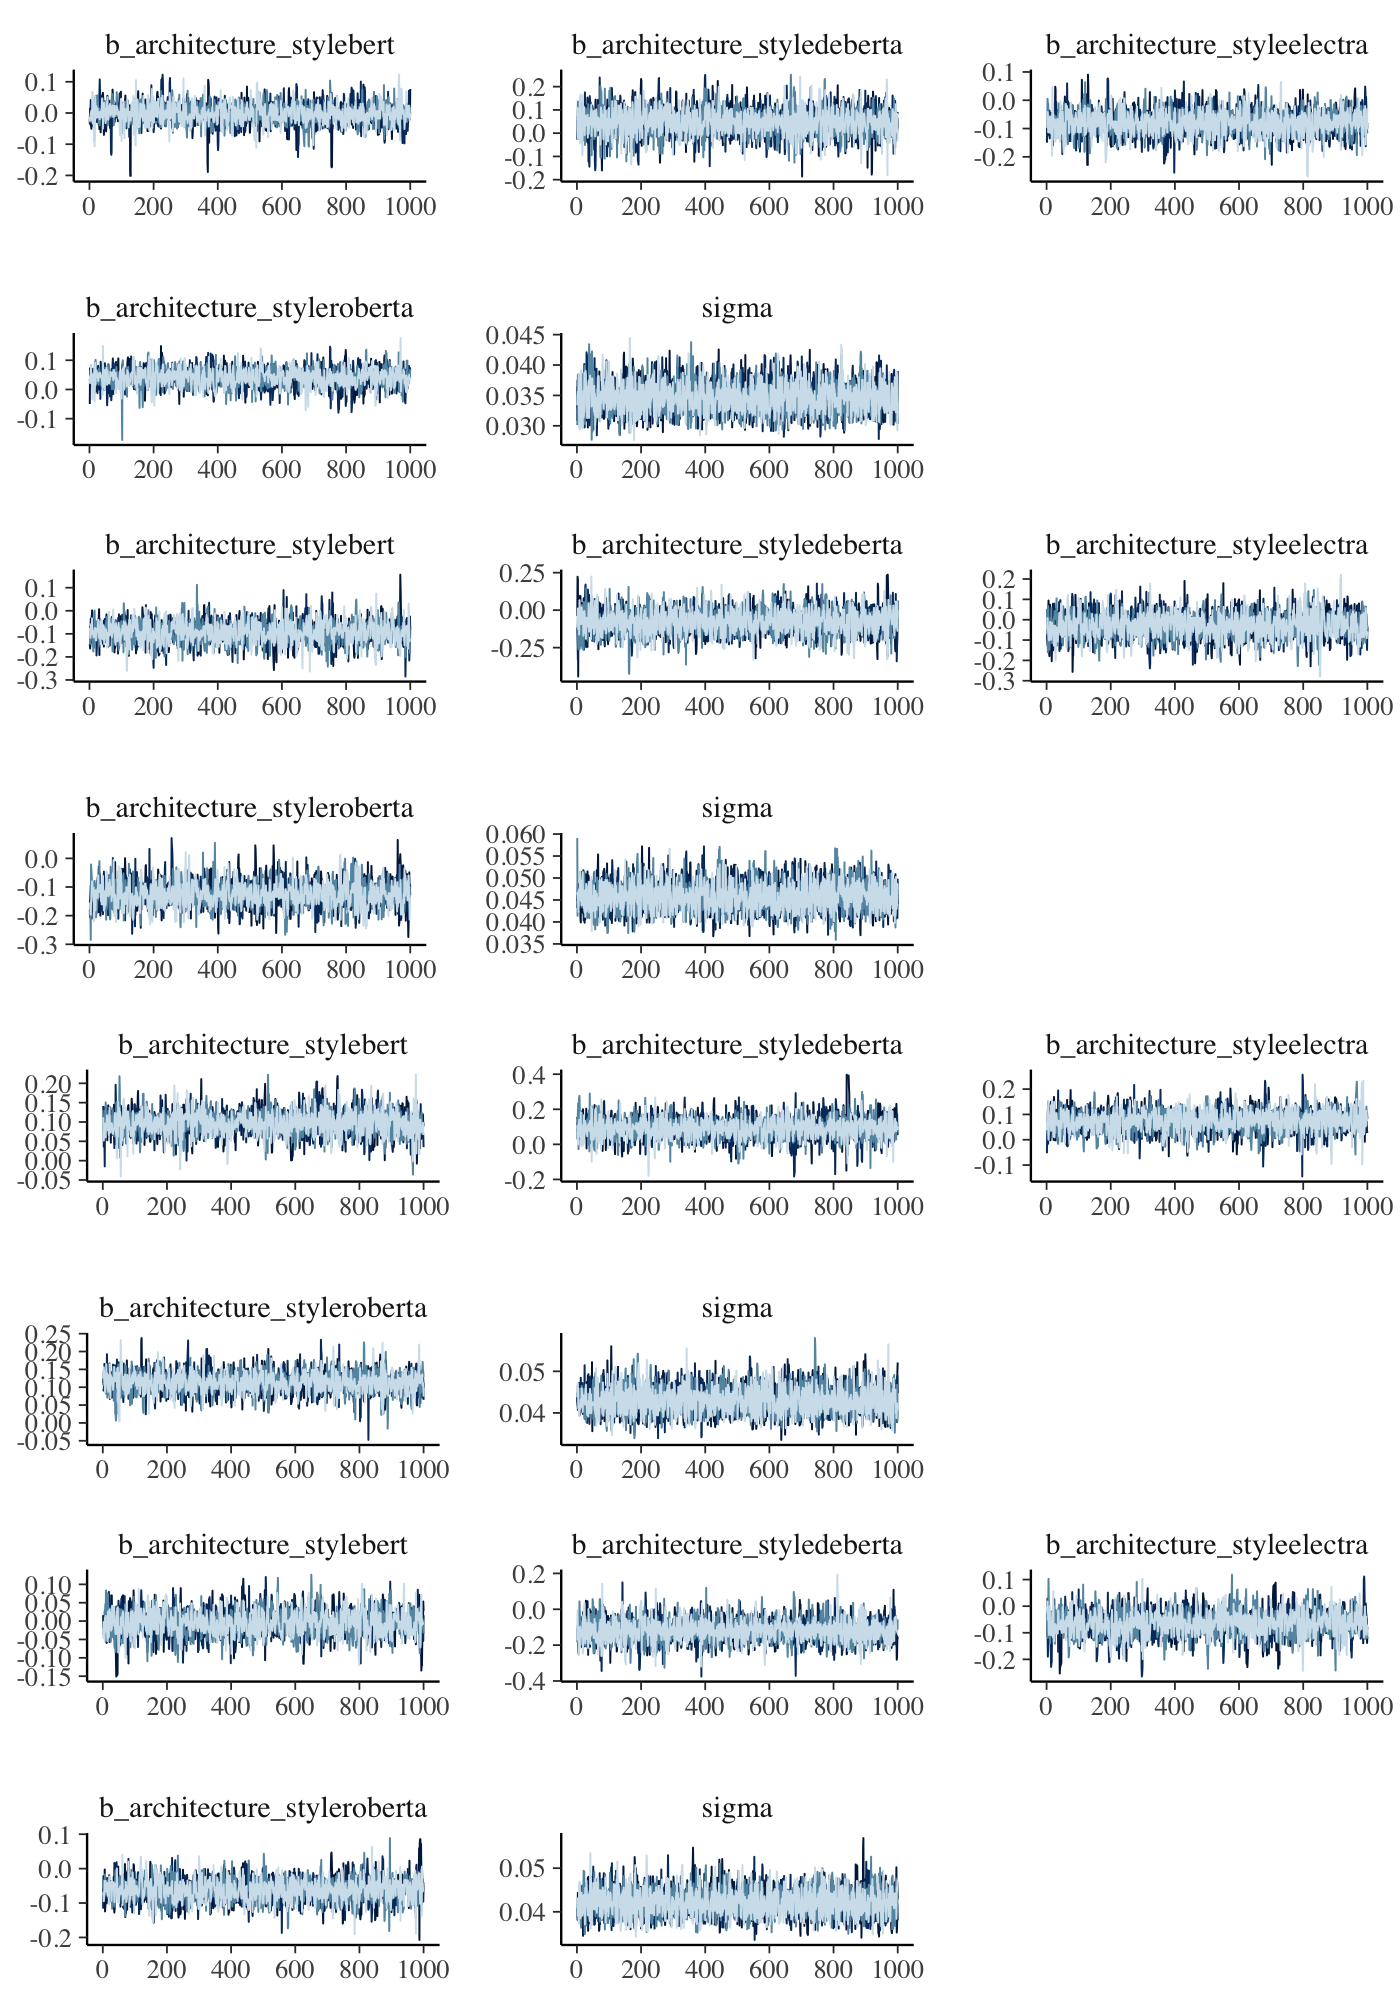 b_architecture_stylebert b_architecture_styledeberta b_architecture_styleelectra
0.1 0.2 0.1
0.0 0.1 0.0
-0.1 0.0 -0.1
-0.2 -0.1 -0.2
-0.2
0 200 400 600 800 1000 0 200 400 600 800 1000 0 200 400 600 800 1000
b_architecture_styleroberta sigma
0.1 0.045
0.0 0.040
-0.1 0.035
0.030
0 200 400 600 800 1000 0 200 400 600 800 1000
b_architecture_stylebert b_architecture_styledeberta b_architecture_styleelectra
0.1 0.25 0.2
0.0 0.00 0.1
-0.1 -0.25 0.0
-0.2 -0.1
-0.3 -0.2
-0.3
0 200 400 600 800 1000 0 200 400 600 800 1000 0 200 400 600 800 1000
b_architecture_styleroberta sigma
0.0 0.060
-0.1 0.055
-0.2 0.050
-0.3 0.045
0.040
0.035
0 200 400 600 800 1000 0 200 400 600 800 1000
b_architecture_stylebert b_architecture_styledeberta b_architecture_styleelectra
0.20 0.4 0.2
0.15 0.2 0.1
0.10 0.0 0.0
0.05 -0.2 -0.1
0.00
-0.05
0 200 400 600 800 1000 0 200 400 600 800 1000 0 200 400 600 800 1000
b_architecture_styleroberta sigma
0.25 0.05
0.20 0.04
0.15
0.10
0.05
0.00
-0.05
0 200 400 600 800 1000 0 200 400 600 800 1000
b_architecture_stylebert b_architecture_styledeberta b_architecture_styleelectra
0.10 0.2 0.1
0.05 0.0 0.0
0.00 -0.2 -0.1
-0.05 -0.4 -0.2
-0.10
-0.15
0 200 400 600 800 1000 0 200 400 600 800 1000 0 200 400 600 800 1000
b_architecture_styleroberta sigma
0.1 0.05
0.0 0.04
-0.1
-0.2
0 200 400 600 800 1000 0 200 400 600 800 1000